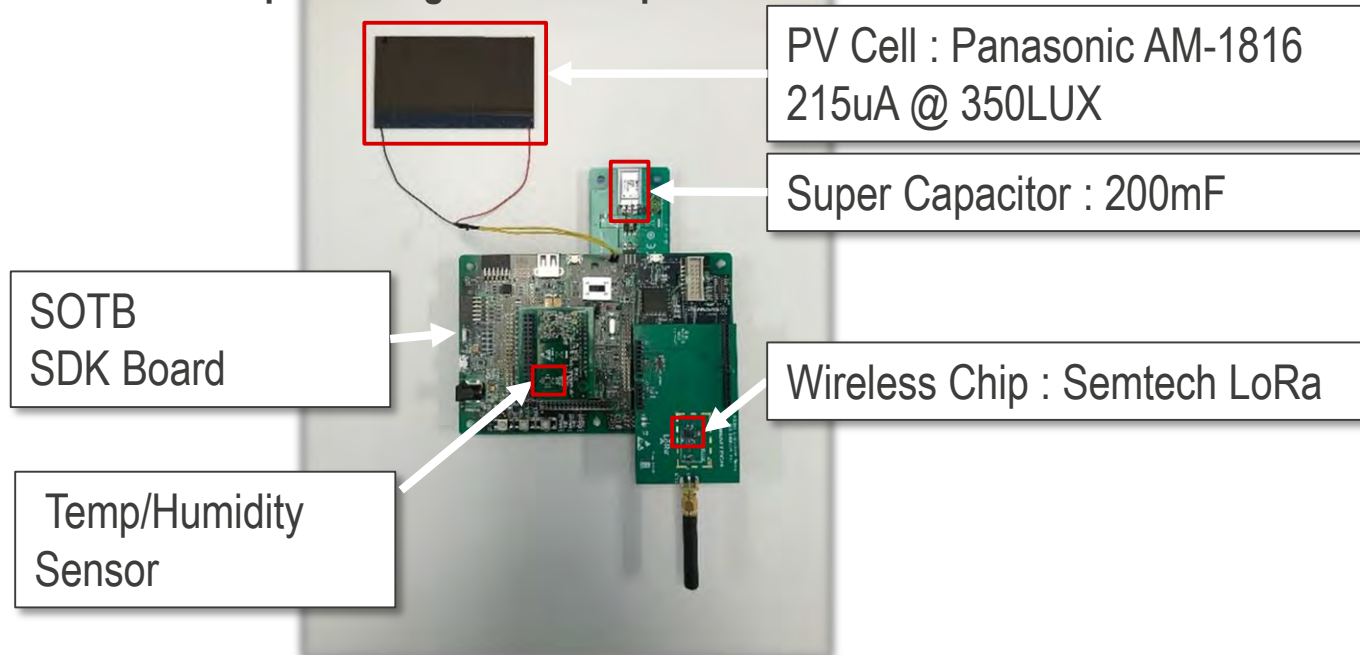 PV Cell : Panasonic AM-1816
215uA @ 350LUX
Super Capacitor : 200mF
SOTB
SDK Board
Wireless Chip : Semtech LoRa
Temp/Humidity
Sensor